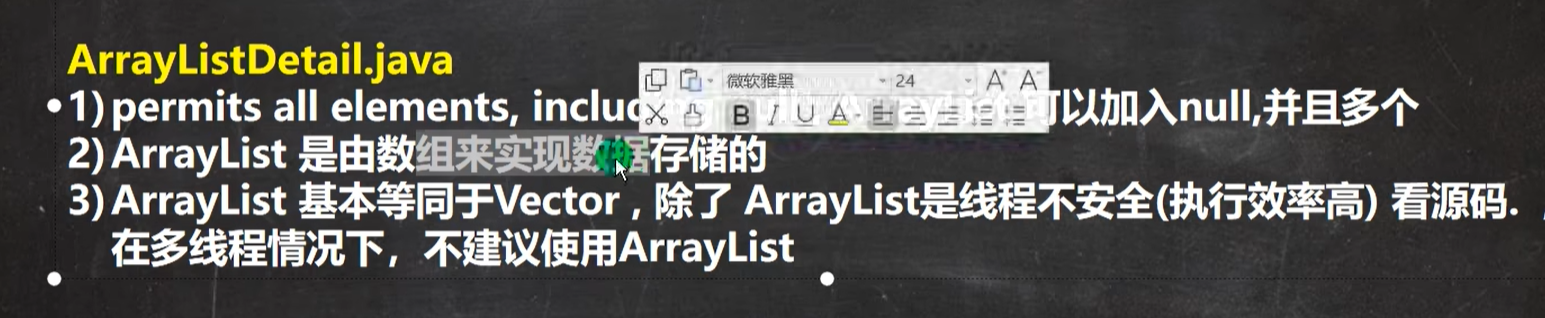 ArrayListDetail.java
微软雅黑 24 A A
•1) permits all elements, including 可以加入null,并且多个
B I U A
2) ArrayList 是由数组来实现数据存储的
3) ArrayList 基本等同于Vector , 除了 ArrayList是线程不安全(执行效率高) 看源码.
在多线程情况下，不建议使用ArrayList